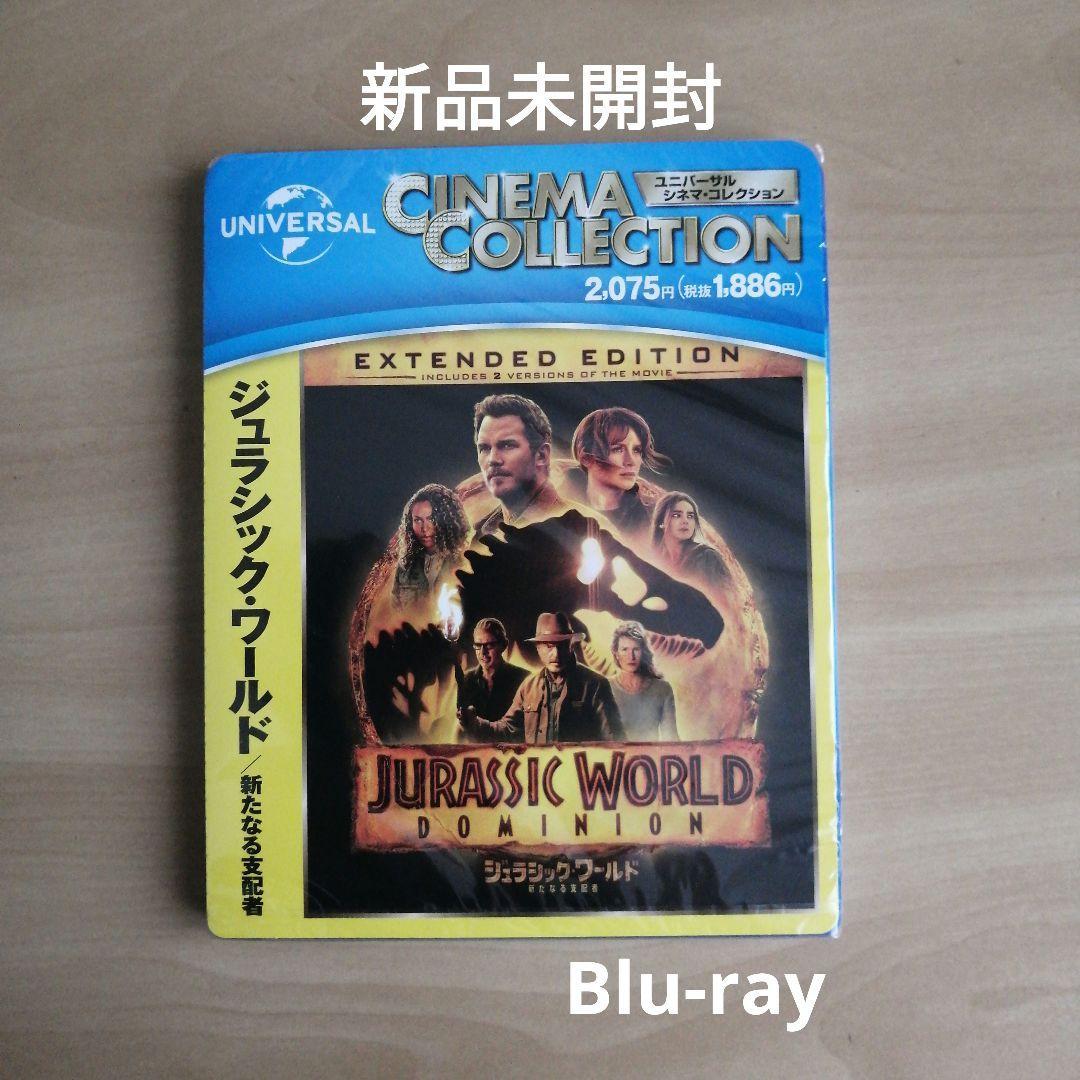 新品未開封
UNIVERSAL
CINEMA
COLLECTION
ユニバーサル
シネマ・コレクション
2,075円(税抜1,886円)
EXTENDED EDITION
INCLUDES 2 VERSIONS OF THE MOVIE
ジュラシック・ワールド/新たなる支配者
JURASSIC WORLD
DOMINION
ジュラシック・ワールド
新たなる支配者
Blu-ray